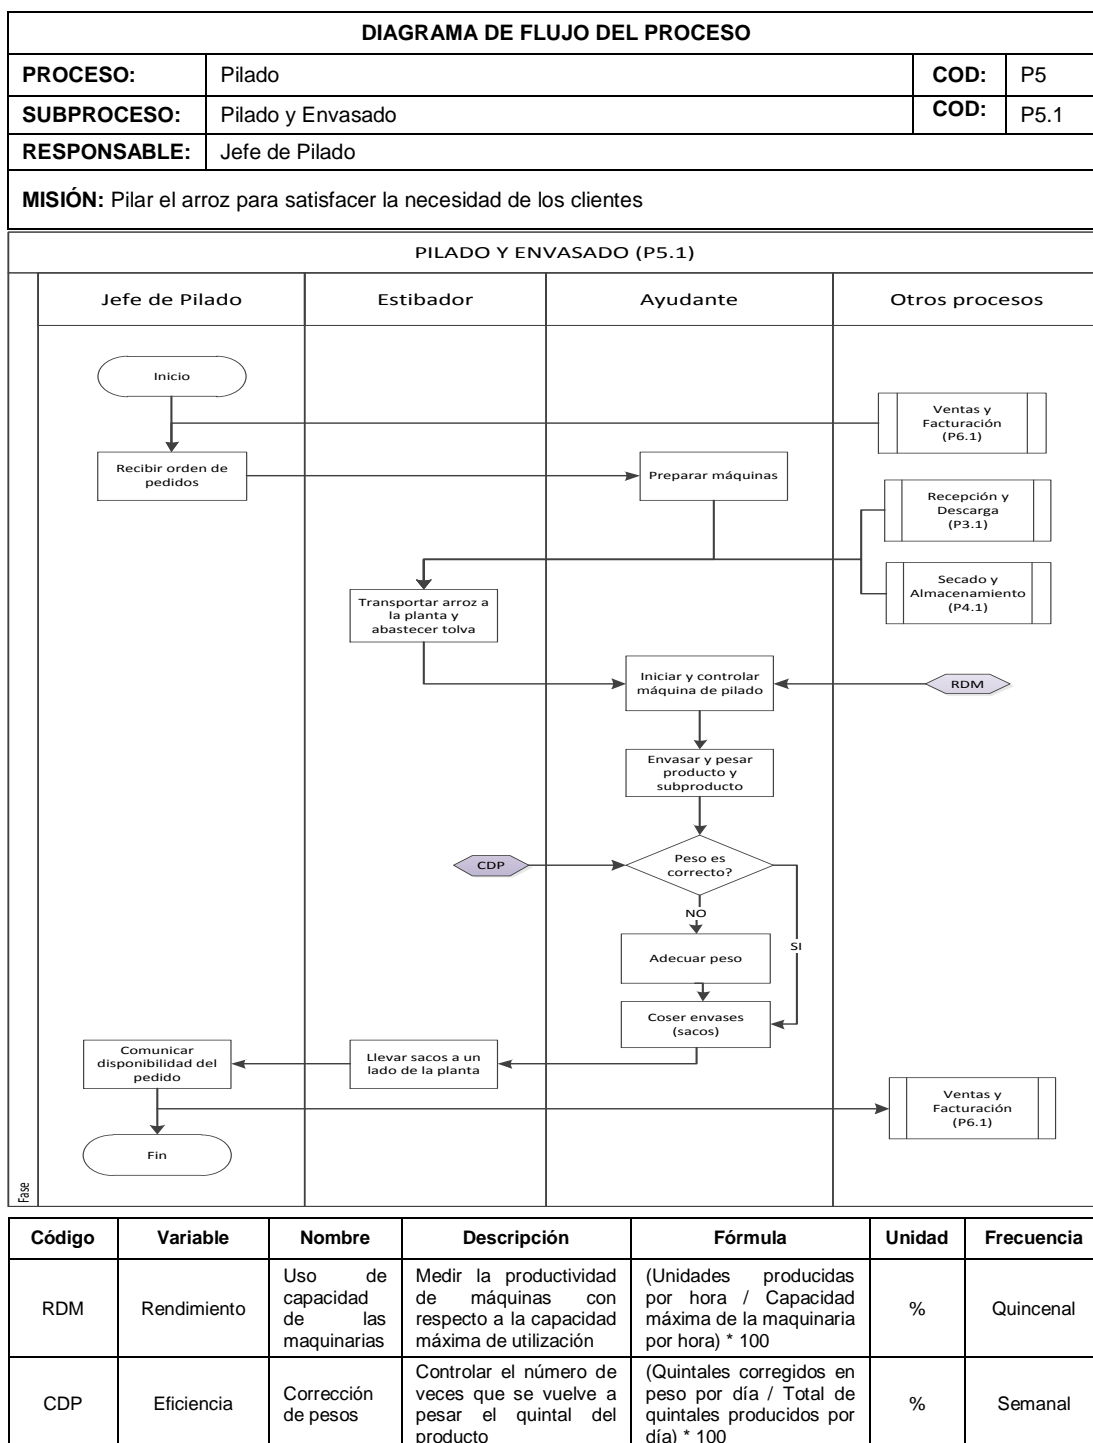 DIAGRAMA DE FLUJO DEL PROCESO
PROCESO: Pilado COD: P5
SUBPROCESO: Pilado y Envasado COD: P5.1
RESPONSABLE: Jefe de Pilado
MISIÓN: Pilar el arroz para satisfacer la necesidad de los clientes
PILADO Y ENVASADO (P5.1)
Jefe de Pilado Estibador Ayudante Otros procesos
Inicio
Ventas y
Facturación
(P6.1)
Recibir orden de
pedidos
Preparar máquinas
Recepción y
Descarga
(P3.1)
Secado y
Almacenamiento
(P4.1)
Transportar arroz a
la planta y
abastecer tolva
Iniciar y controlar
máquina de pilado
RDM
Envasar y pesar
producto y
subproducto
CDP
Peso es
correcto?
NO
SI
Adecuar peso
Coser envases
(sacos)
Llevar sacos a un
lado de la planta
Comunicar
disponibilidad del
pedido
Ventas y
Facturación
(P6.1)
Fin
Fase
Código Variable Nombre Descripción Fórmula Unidad Frecuencia
RDM
Rendimiento
Uso de
capacidad
de las
maquinarias
Medir la productividad
de máquinas con
respecto a la capacidad
máxima de utilización
(Unidades producidas
por hora / Capacidad
máxima de la maquinaria
por hora) * 100
%
Quincenal
CDP
Eficiencia
Corrección
de pesos
Controlar el número de
veces que se vuelve a
pesar el quintal del
producto
(Quintales corregidos en
peso por día / Total de
quintales producidos por
día) * 100
%
Semanal